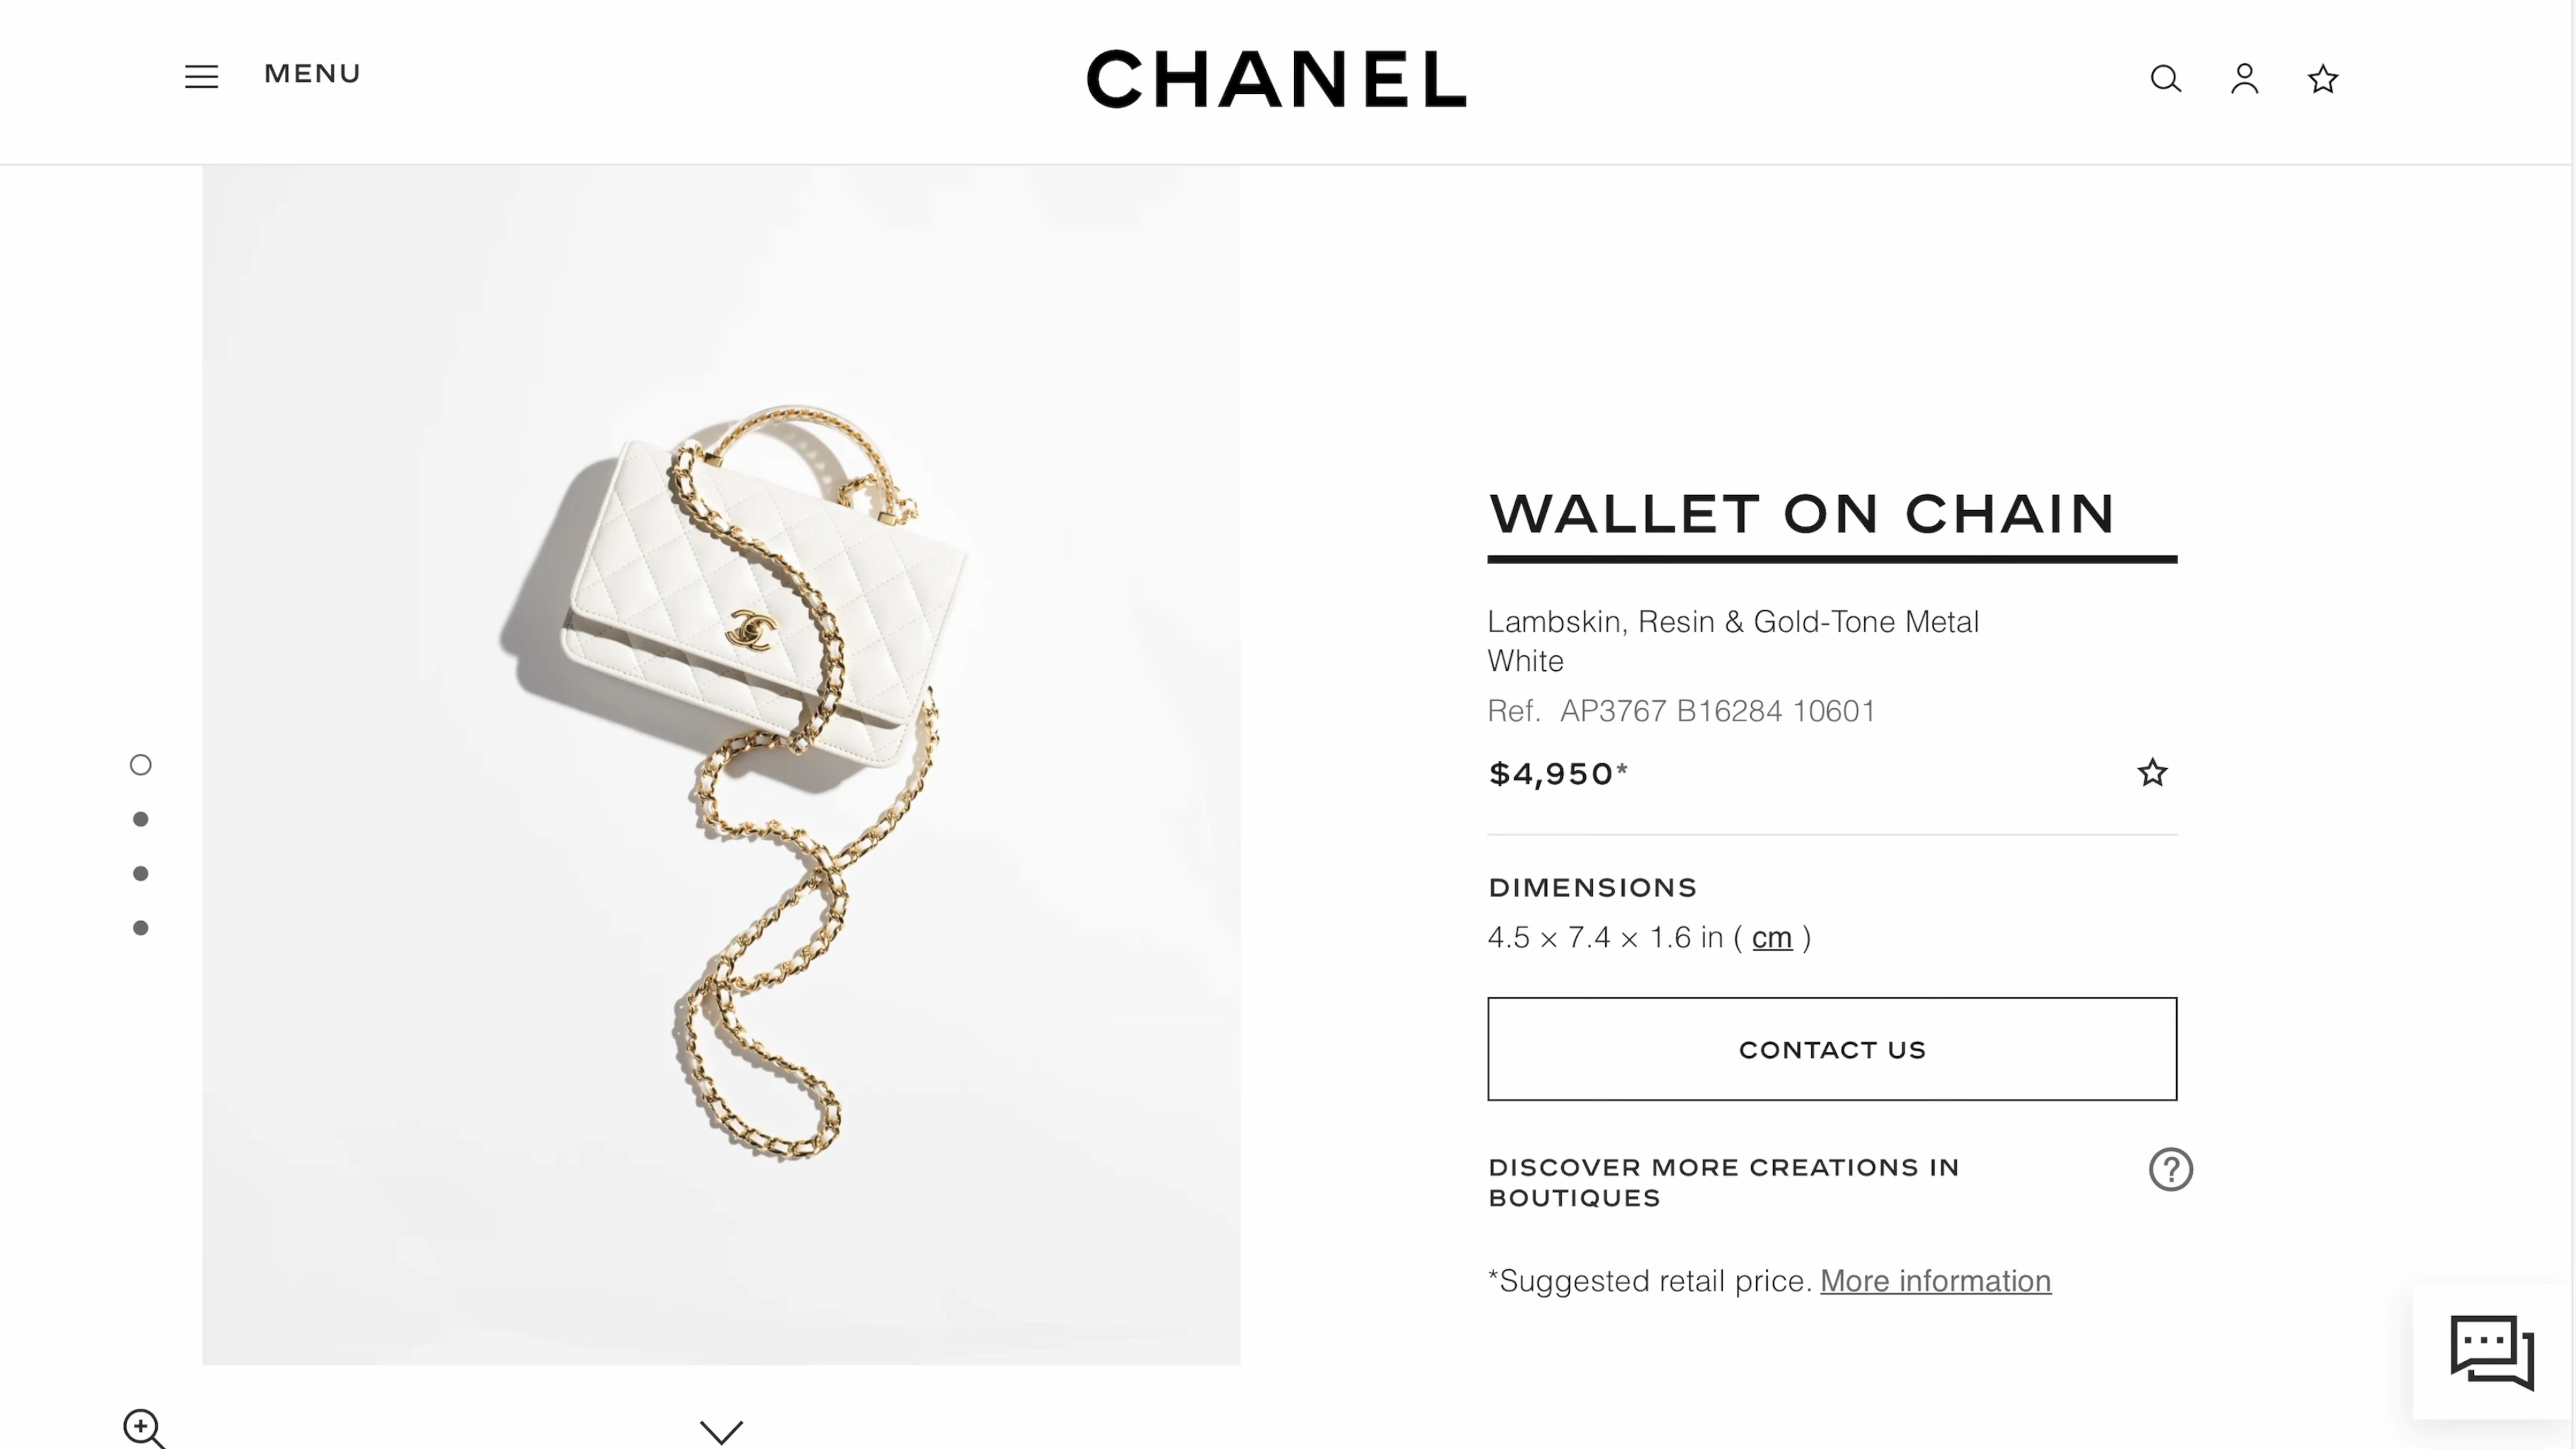 MENU
CHANEL
WALLET ON CHAIN
Lambskin, Resin & Gold-Tone Metal
White
Ref. AP3767 B16284 10601
$4,950*
DIMENSIONS
4.5 × 7.4 × 1.6 in ( cm )
CONTACT US
DISCOVER MORE CREATIONS IN
BOUTIQUES
*Suggested retail price. More information